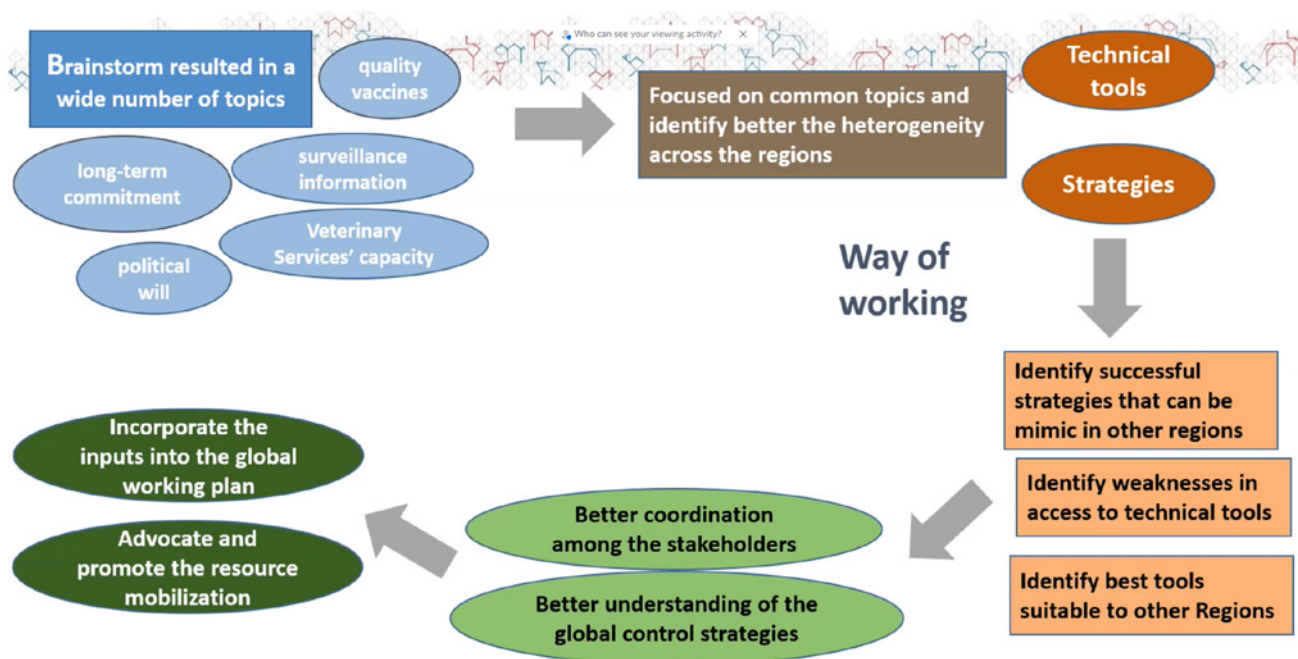 Who can see your viewing activity?
Brainstorm resulted in a
wide number of topics
quality
vaccines
long-term
commitment
surveillance
information
Veterinary
Services' capacity
political
will
Focused on common topics and
identify better the heterogeneity
across the regions
Technical
tools
Strategies
Way of
working
Identify successful
strategies that can be
mimic in other regions
Identify weaknesses in
access to technical tools
Identify best tools
suitable to other Regions
Better coordination
among the stakeholders
Better understanding of the
global control strategies
Incorporate the
inputs into the global
working plan
Advocate and
promote the resource
mobilization